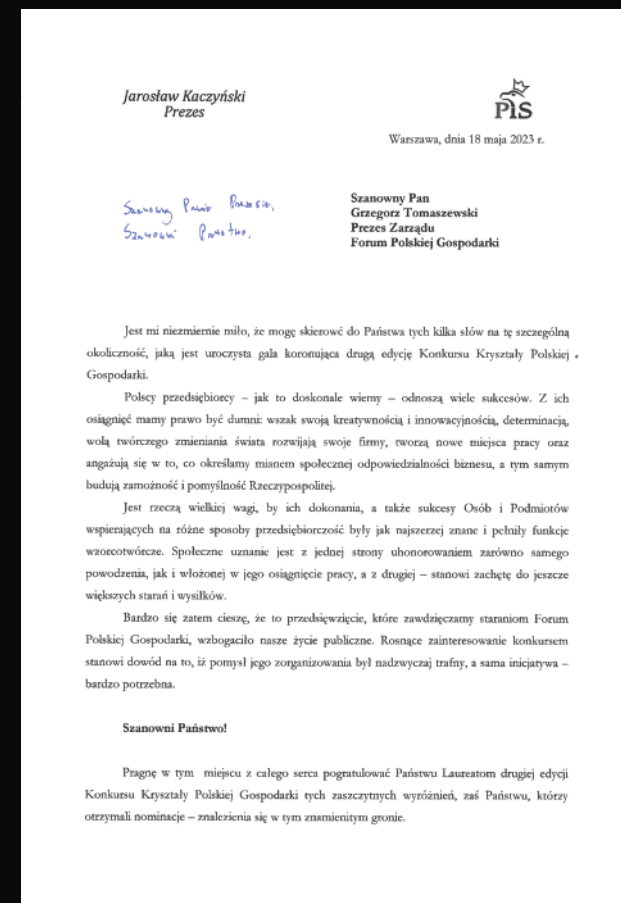 Jarosław Kaczyński
Prezes
PiS
Warszawa, dnia 18 maja 2023 r.
Szanowny Panie Prezesie,
Szanowni Państwo,
Szanowny Pan
Grzegorz Tomaszewski
Prezes Zarządu
Forum Polskiej Gospodarki
Jest mi niezmiernie miło, że mogę skierowć do Państwa tych kilka słów na tę szczególną
okoliczność, jaką jest uroczysta gala koronująca drugą edycję Konkursu Kryształy Polskiej
Gospodarki.
Polscy przedsiębiorcy – jak to doskonale wiemy – odnoszą wiele sukcesów. Z ich
osiągnięć mamy prawo być dumni: wszak swoją kreatywnością i innowacyjnością, determinacją,
wolą twórczego zmieniania świata rozwijają swoje firmy, tworzą nowe miejsca pracy oraz
angażują się w to, co określamy mianem społecznej odpowiedzialności biznesu, a tym samym
budują zamożność i pomyślność Rzeczypospolitej.
Jest rzeczą wielkiej wagi, by ich dokonania, a także sukcesy Osób i Podmiotów
wspierających na różne sposoby przedsiębiorczość były jak najszerzej znane i pełniły funkcje
wzorcotwórcze. Społeczne uznanie jest z jednej strony uhonorowaniem zarówno samego
powodzenia, jak i włożonej w jego osiągnięcie pracy, a z drugiej – stanowi zachętę do jeszcze
większych starań i wysiłków.
Bardzo się zatem cieszę, że to przedsięwzięcie, które zawdzięczamy staraniom Forum
Polskiej Gospodarki, wzbogaciło nasze życie publiczne. Rosnące zainteresowanie konkursem
stanowi dowód na to, iż pomysł jego zorganizowania był nadzwyczaj trafny, a sama inicjatywa –
bardzo potrzebna.
Szanowni Państwo!
Pragnę w tym miejscu z całego serca pogratulować Państwu Laureatom drugiej edycji
Konkursu Kryształy Polskiej Gospodarki tych zaszczytnych wyróżnień, zaś Państwu, którzy
otrzymali nominacje – znalezienia się w tym znamienitym gronie.